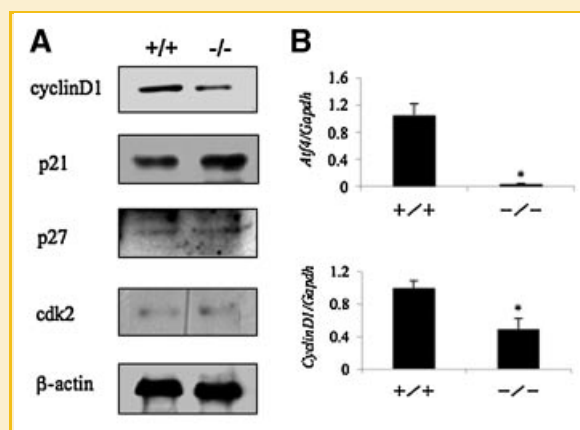 A
+/+ -/-
cyclinD1
p21
p27
cdk2
β-actin
B
Atf4/Gapdh
1.6
1.2
0.8
0.4
0
*
+/+ -/-
CyclinD1/Gapdh
1.2
0.8
0.4
0
*
+/+ -/-